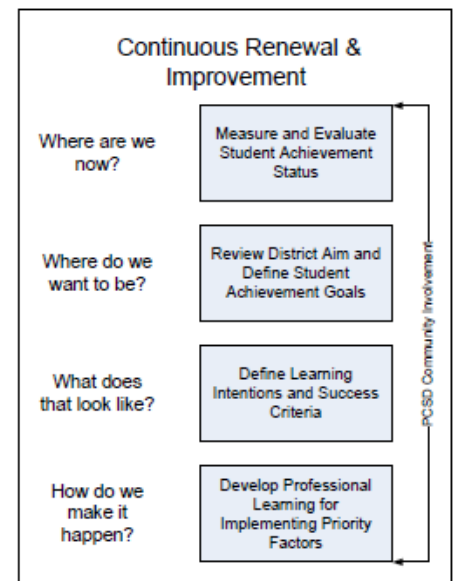 Continuous Renewal &
Improvement
Where are we
now?
Measure and Evaluate
Student Achievement
Status
Where do we
want to be?
Review District Aim and
Define Student
Achievement Goals
What does
that look like?
Define Learning
Intentions and Success
Criteria
How do we
make it
happen?
Develop Professional
Learning for
Implementing Priority
Factors
PCSD Community Involvement